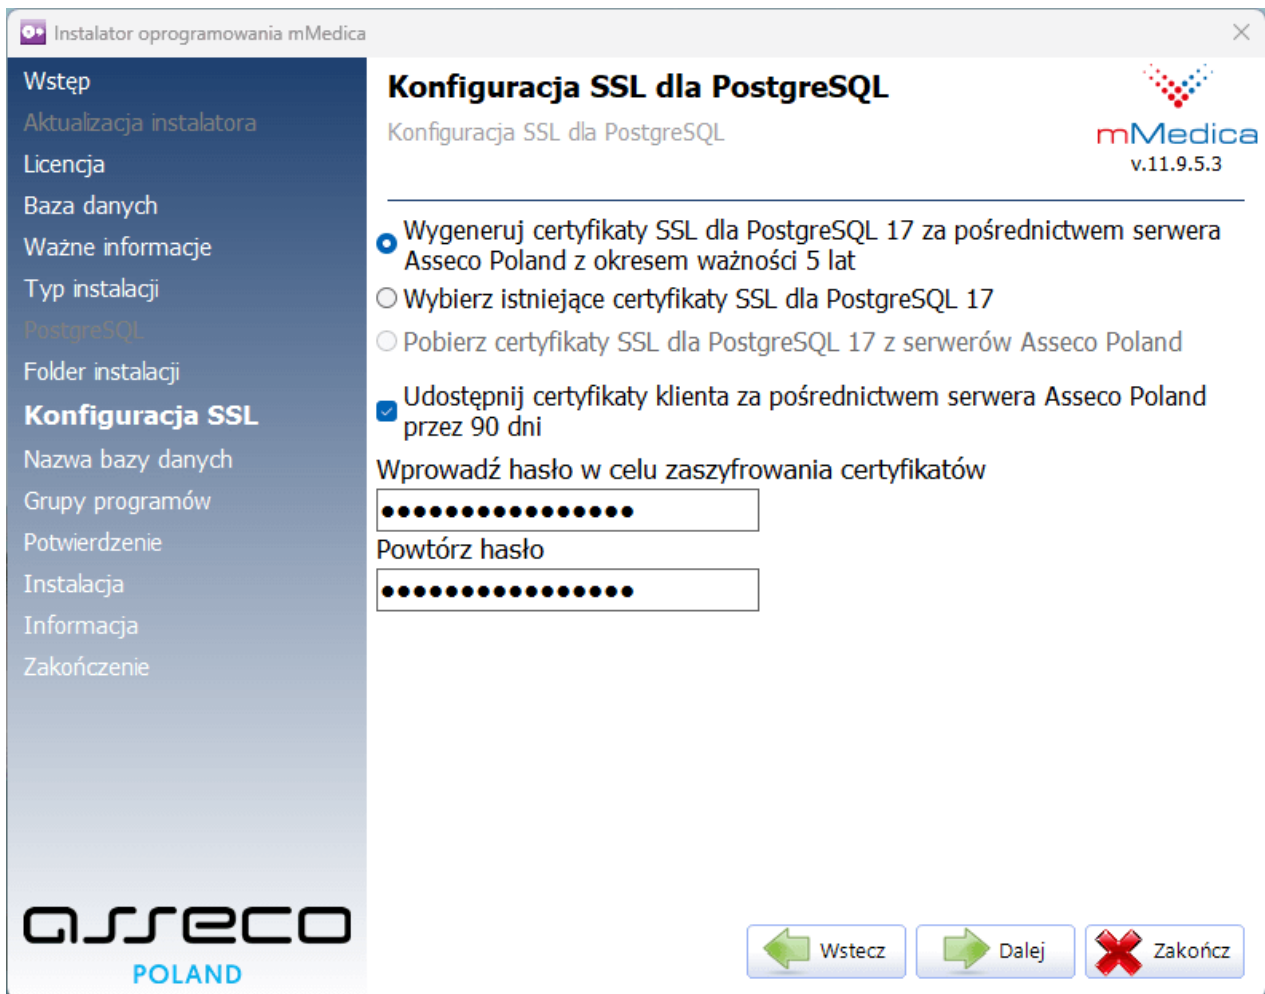 Instalator oprogramowania mMedica
Wstęp
Aktualizacja instalatora
Licencja
Baza danych
Ważne informacje
Typ instalacji
PostgreSQL
Folder instalacji
Konfiguracja SSL
Nazwa bazy danych
Grupy programów
Potwierdzenie
Instalacja
Informacja
Zakończenie
asseco
POLAND
Konfiguracja SSL dla PostgreSQL
Konfiguracja SSL dla PostgreSQL
mMedica
v.11.9.5.3
Wygeneruj certyfikaty SSL dla PostgreSQL 17 za pośrednictwem serwera
Asseco Poland z okresem ważności 5 lat
Wybierz istniejące certyfikaty SSL dla PostgreSQL 17
Pobierz certyfikaty SSL dla PostgreSQL 17 z serwerów Asseco Poland
Udostępnij certyfikaty klienta za pośrednictwem serwera Asseco Poland
przez 90 dni
Wprowadź hasło w celu zaszyfrowania certyfikatów
●●●●●●●●●●●●●●●●
Powtórz hasło
●●●●●●●●●●●●●●●●
Wstecz
Dalej
Zakończ